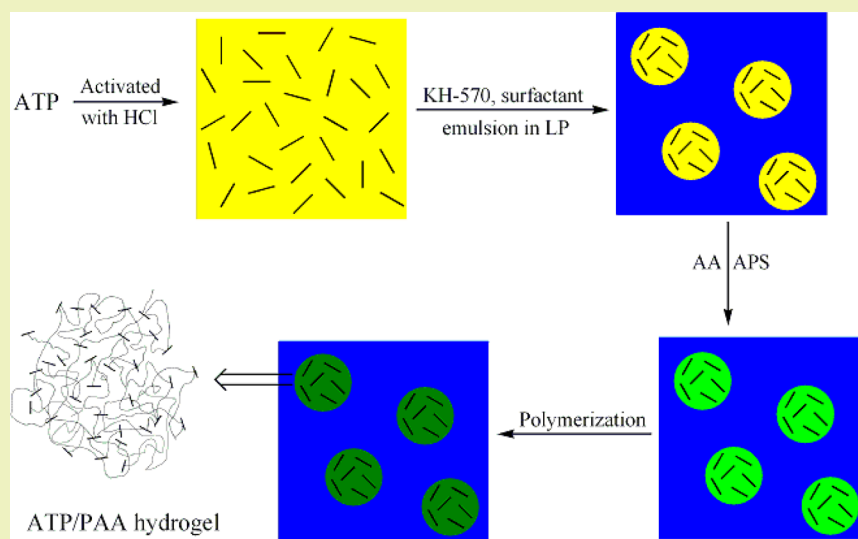 ATP
Activated
with HCl
KH-570, surfactant
emulsion in LP
AA
APS
Polymerization
ATP/PAA hydrogel